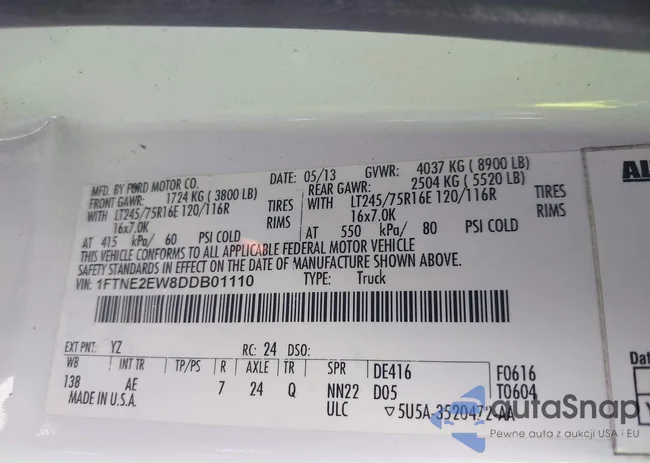 MFD. BY FORD MOTOR CO. DATE: 05/13 GVWR: 4037 KG ( 8900 LB)
FRONT GAWR: 1724 KG ( 3800 LB) REAR GAWR: 2504 KG ( 5520 LB)
WITH LT245/75R16E 120/116R TIRES WITH LT245/75R16E 120/116R TIRES
16x7.0K RIMS 16x7.0K RIMS
AT 415 kPa/ 60 PSI COLD AT 550 kPa/ 80 PSI COLD
THIS VEHICLE CONFORMS TO ALL APPLICABLE FEDERAL MOTOR VEHICLE
SAFETY STANDARDS IN EFFECT ON THE DATE OF MANUFACTURE SHOWN ABOVE.
VIN: 1FTNE2EW8DDB01110 TYPE: Truck
EXT PNT: YZ RC: 24 DSO:
WB INT TR TP/PS R AXLE TR SPR DE416 F0616
138 AE 7 24 Q NN22 D05 T0604
MADE IN U.S.A. ULC 5U5A-3520472-AA
AL
Dat
autoSnap
Pewne auta z aukcji USA i EU